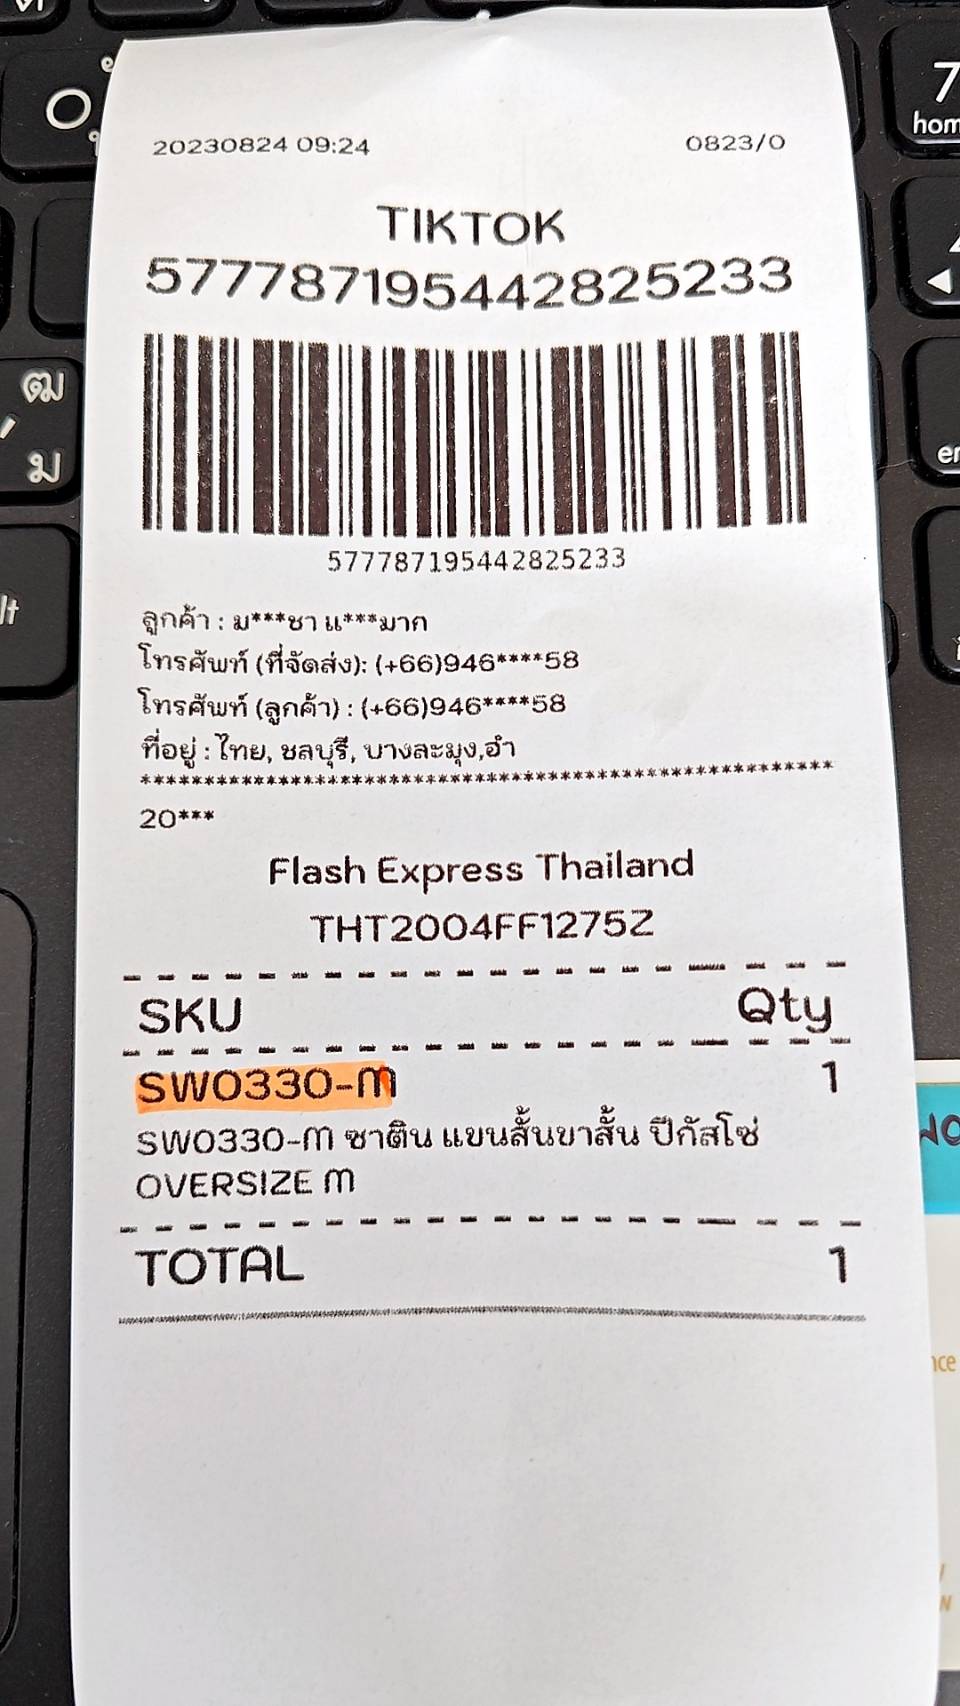 20230824 09:24 0823/0
TIKTOK
577787195442825233
577787195442825233
ลูกค้า : ม***ชา แ***มาก
โทรศัพท์ (ที่จัดส่ง): (+66)946****58
โทรศัพท์ (ลูกค้า) : (+66)946****58
ที่อยู่ : ไทย, ชลบุรี, บางละมุง,อำ
******************************************************
20***
Flash Express Thailand
THT2004FF1275Z
SKU Qty
SW0330-M 1
SW0330-M ซาติน แขนสั้นขาสั้น ปีกัสโซ่
OVERSIZE M
TOTAL 1
7
home
ฒ
ม